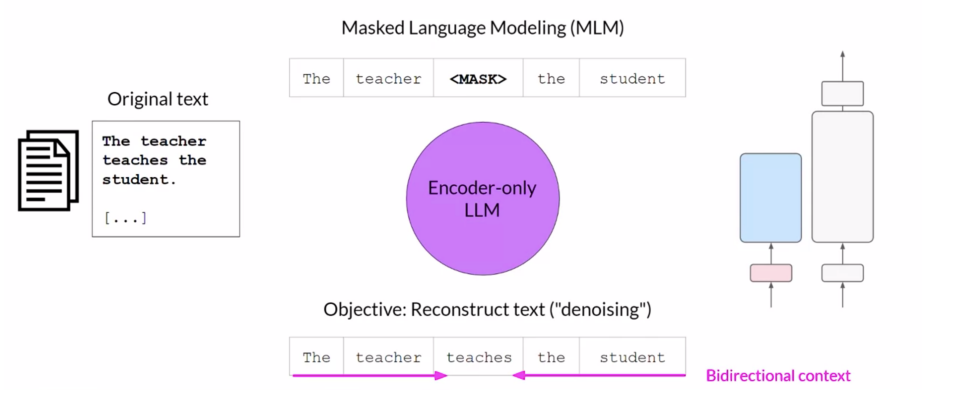 Masked Language Modeling (MLM)
The teacher <MASK> the student
Original text
The teacher
teaches the
student.
[...]
Encoder-only
LLM
Objective: Reconstruct text ("denoising")
The teacher teaches the student
Bidirectional context